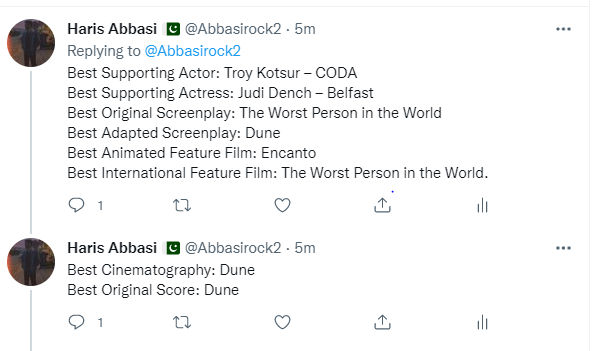 Haris Abbasi 🇵🇰 @Abbasirock2 · 5m
Replying to @Abbasirock2
Best Supporting Actor: Troy Kotsur – CODA
Best Supporting Actress: Judi Dench – Belfast
Best Original Screenplay: The Worst Person in the World
Best Adapted Screenplay: Dune
Best Animated Feature Film: Encanto
Best International Feature Film: The Worst Person in the World.
1
Haris Abbasi 🇵🇰 @Abbasirock2 · 5m
Best Cinematography: Dune
Best Original Score: Dune
1